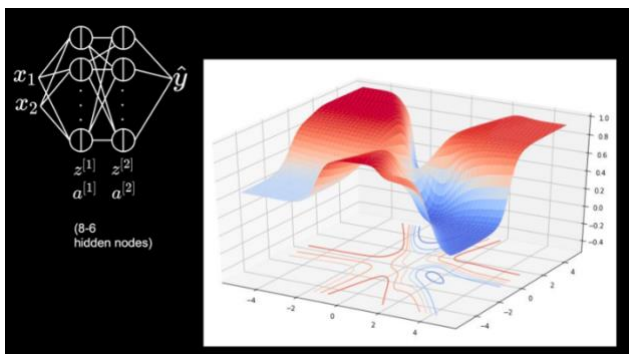 x₁
x₂
ŷ
z[1] z[2]
a[1] a[2]
(8-6
hidden nodes)
1.0
0.8
0.6
0.4
0.2
0.0
−0.2
−0.4
−4 −2 0 2 4
−4 −2 0 2 4